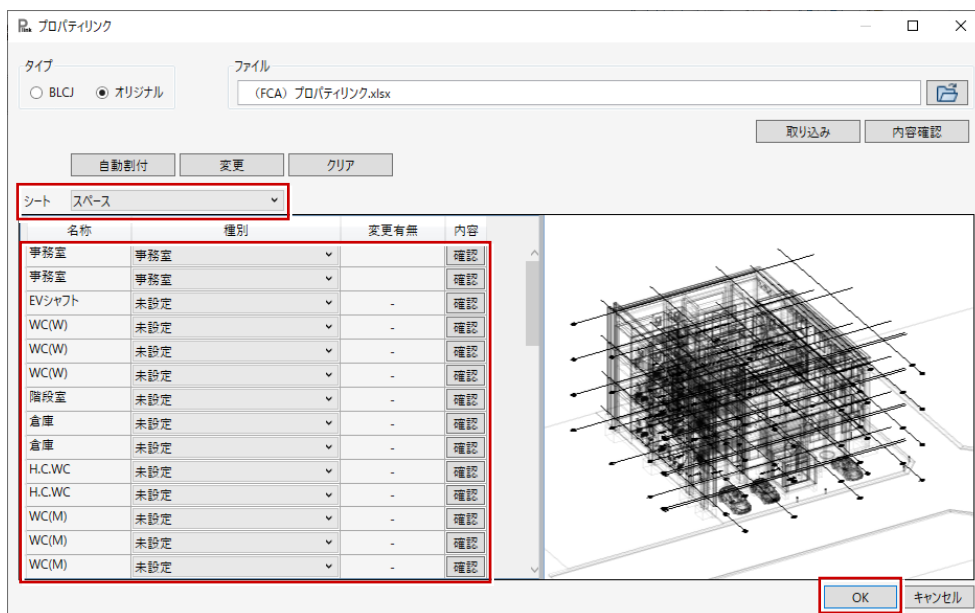 Plink プロパティリンク
タイプ
BLCJ オリジナル
ファイル
（FCA）プロパティリンク.xlsx
取り込み 内容確認
自動割付 変更 クリア
シート スペース
名称 種別 変更有無 内容
事務室 事務室 確認
事務室 事務室 確認
EVシャフト 未設定 - 確認
WC(W) 未設定 - 確認
WC(W) 未設定 - 確認
WC(W) 未設定 - 確認
階段室 未設定 - 確認
倉庫 未設定 - 確認
倉庫 未設定 - 確認
H.C.WC 未設定 - 確認
H.C.WC 未設定 - 確認
WC(M) 未設定 - 確認
WC(M) 未設定 - 確認
WC(M) 未設定 - 確認
OK キャンセル